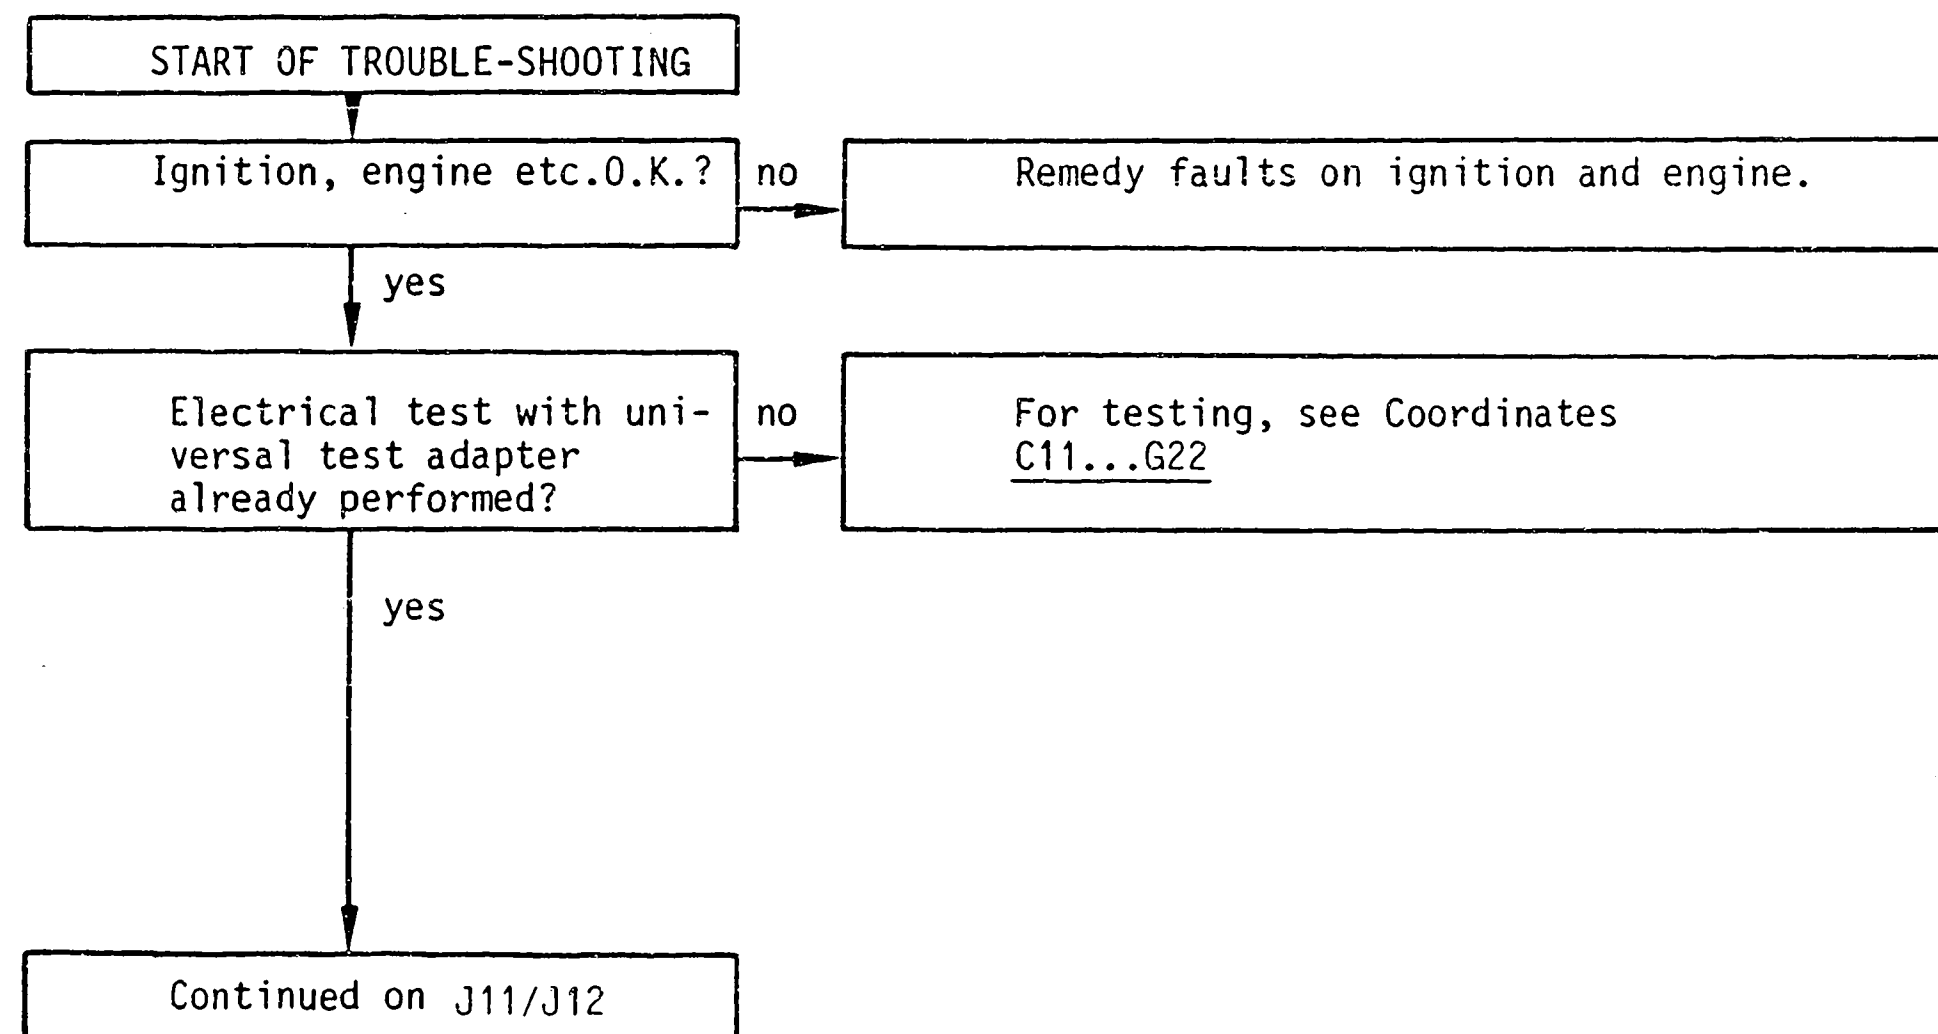 START OF TROUBLE-SHOOTING
Ignition, engine etc.O.K.?
no
Remedy faults on ignition and engine.
yes
Electrical test with uni-
versal test adapter
already performed?
no
For testing, see Coordinates
C11...G22
yes
Continued on J11/J12